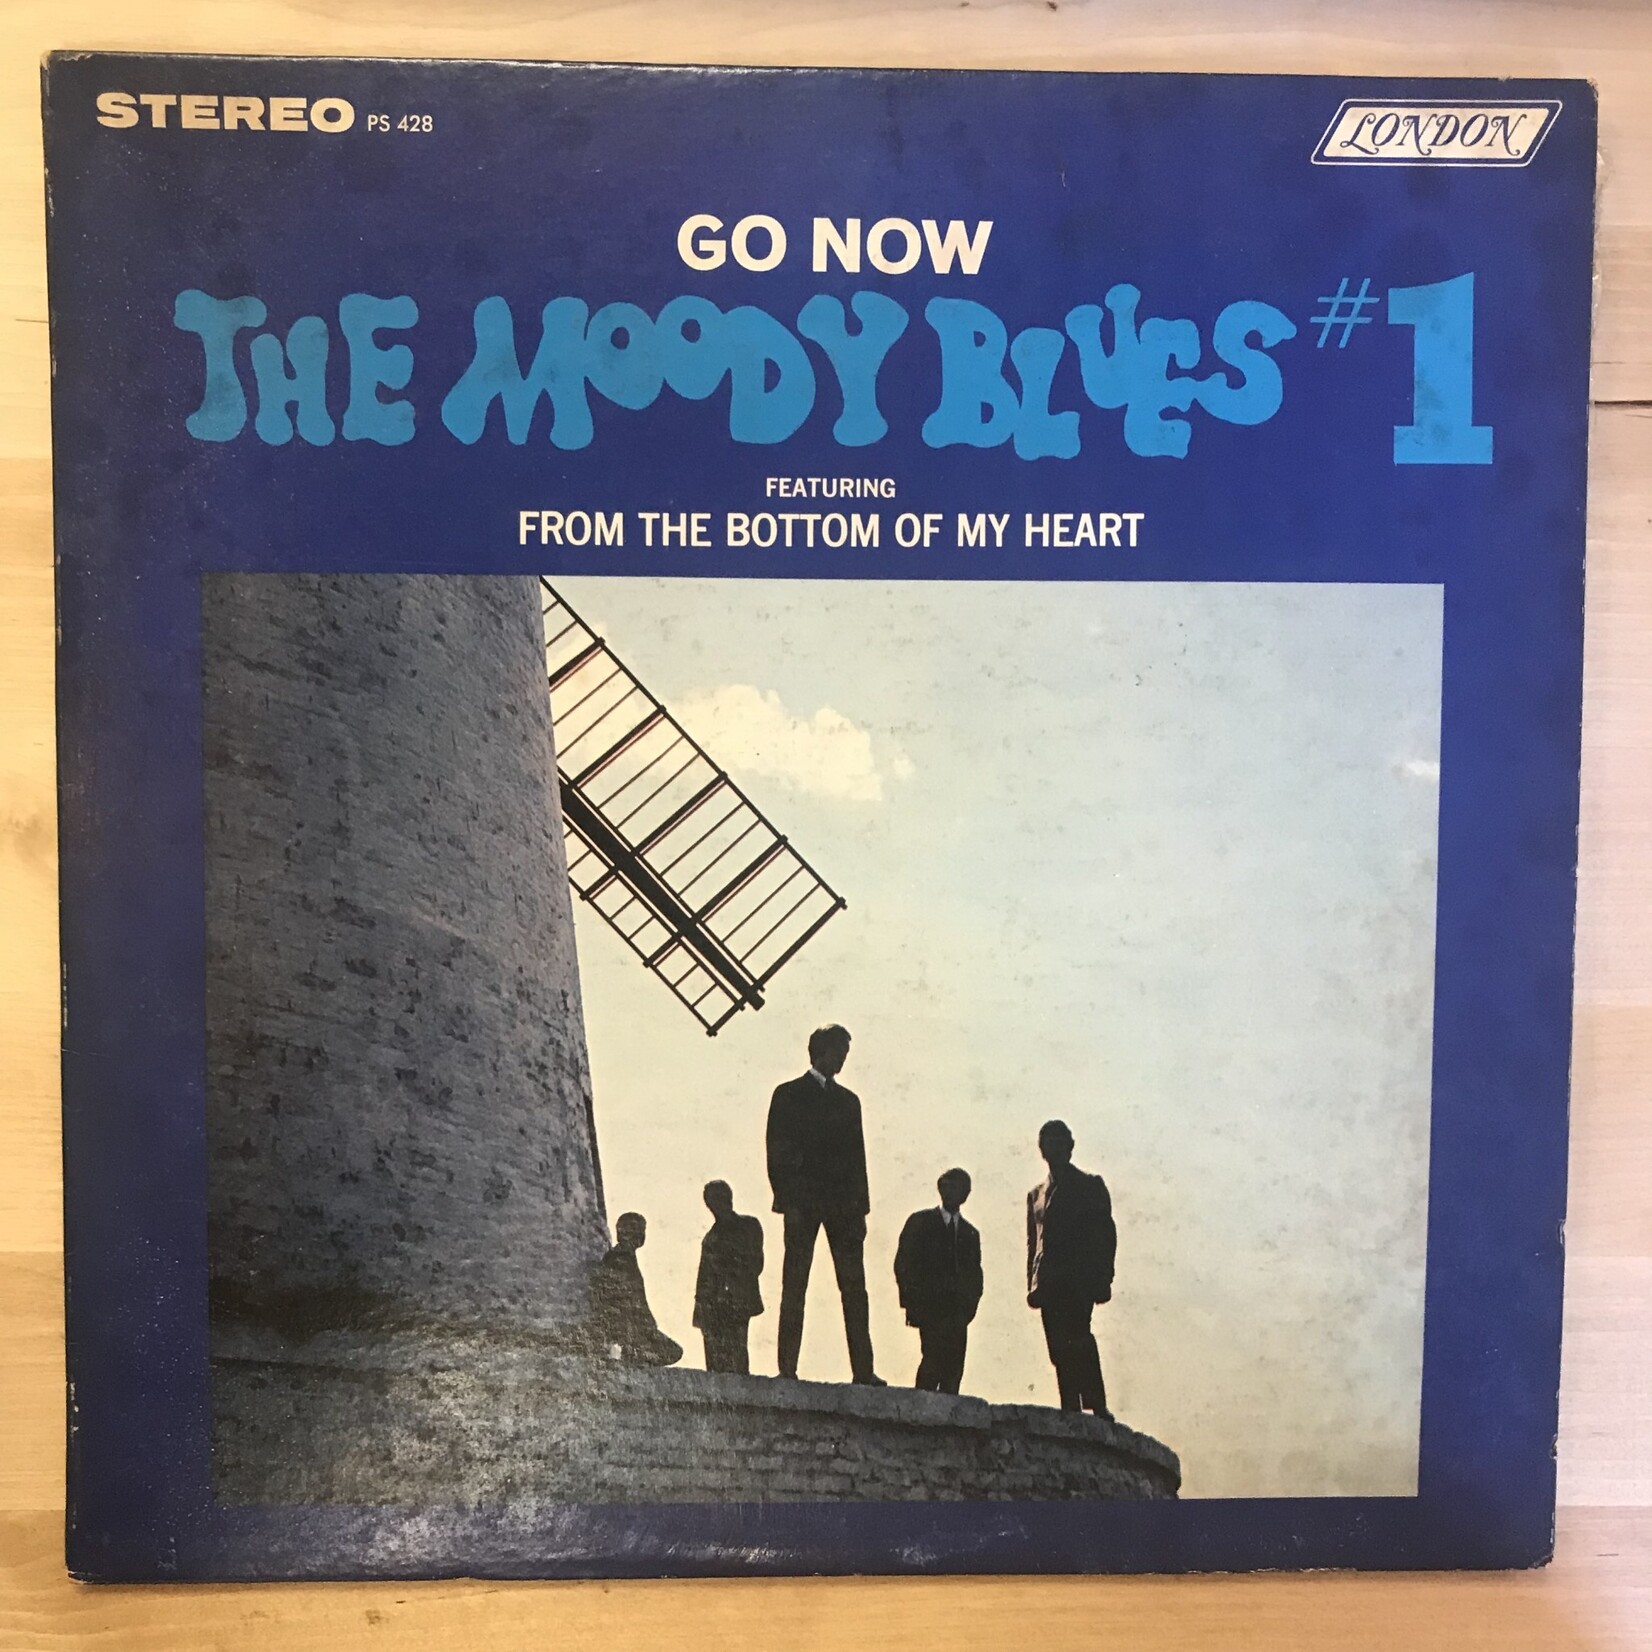 STEREO PS 428
LONDON
GO NOW
THE MOODY BLUES #1
FEATURING
FROM THE BOTTOM OF MY HEART